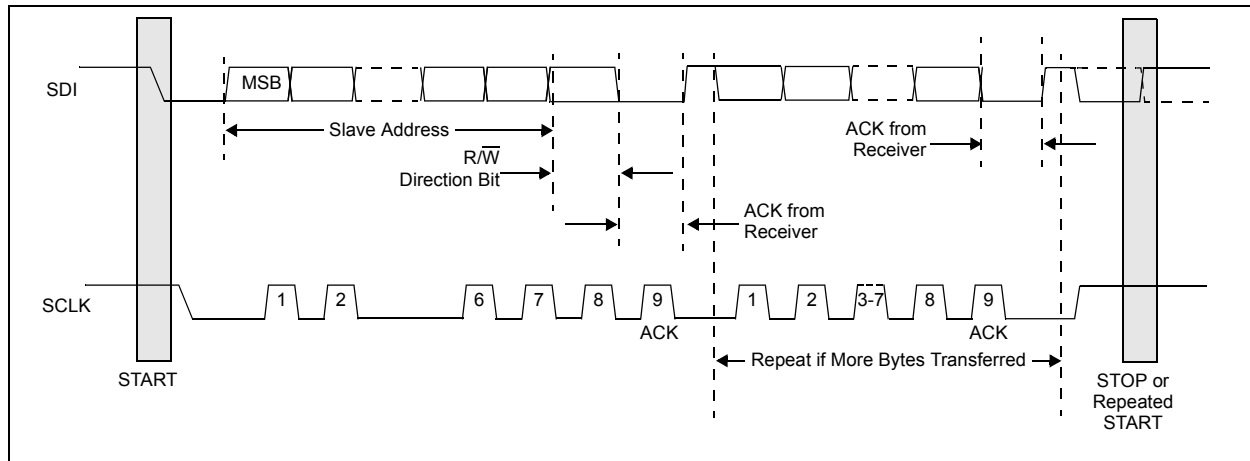 SDI
MSB
Slave Address
R/W̅
Direction Bit
ACK from
Receiver
ACK from
Receiver
SCLK
1 2 6 7 8 9 1 2 3-7 8 9
ACK ACK
Repeat if More Bytes Transferred
START
STOP or
Repeated
START